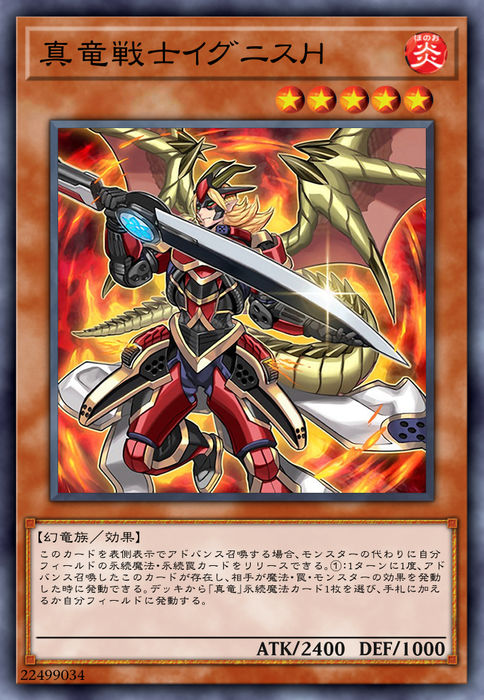 真竜戦士イグニスH
ほのお
炎
【幻竜族／効果】
このカードを表側表示でアドバンス召喚する場合、モンスターの代わりに自分
フィールドの永続魔法・永続罠カードをリリースできる。①:1ターンに1度、アド
バンス召喚したこのカードが存在し、相手が魔法・罠・モンスターの効果を発動
した時に発動できる。デッキから「真竜」永続魔法カード1枚を選び、手札に加え
るか自分フィールドに発動する。
ATK/2400 DEF/1000
22499034